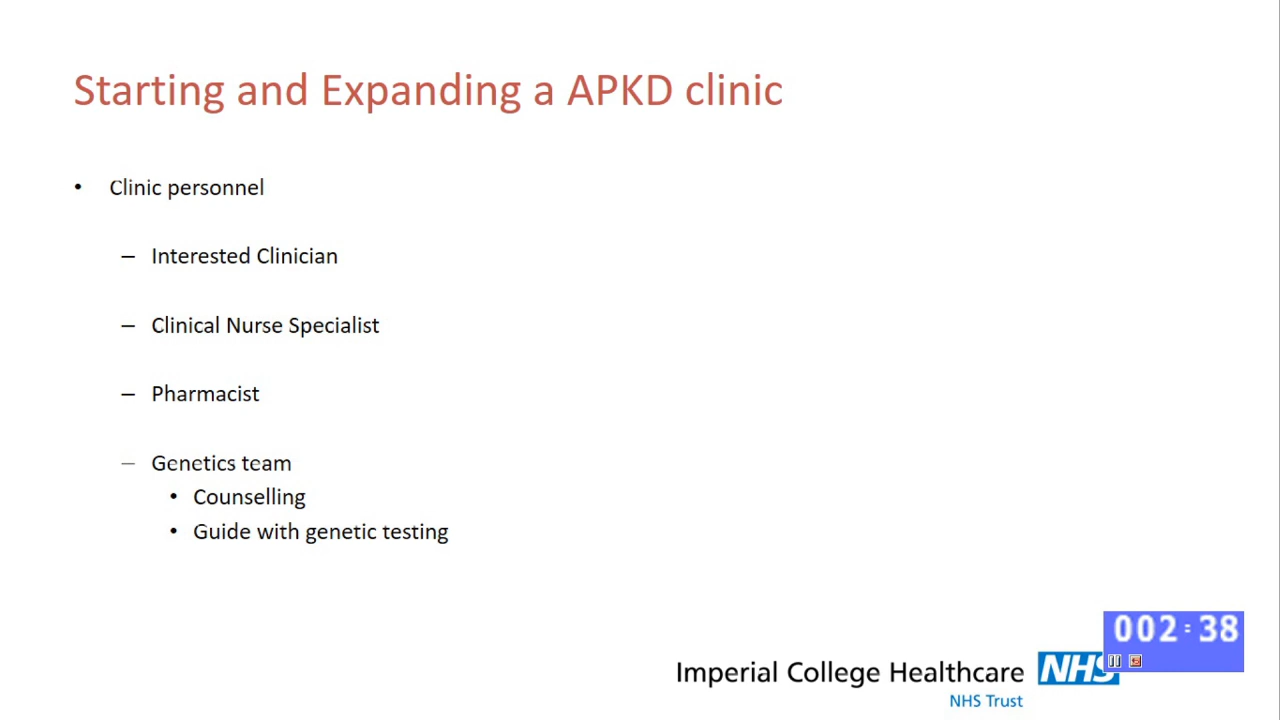 Starting and Expanding a APKD clinic
• Clinic personnel
– Interested Clinician
– Clinical Nurse Specialist
– Pharmacist
– Genetics team
• Counselling
• Guide with genetic testing
002:38
Imperial College Healthcare NHS
NHS Trust